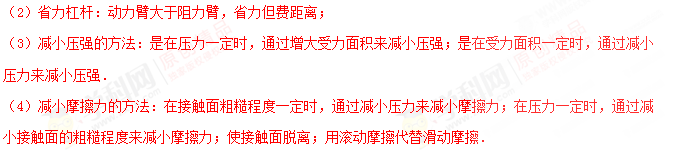 （2）省力杠杆：动力臂大于阻力臂，省力但费距离；
（3）减小压强的方法：是在压力一定时，通过增大受力面积来减小压强；是在受力面积一定时，通过减小
压力来减小压强．
（4）减小摩擦力的方法：在接触面粗糙程度一定时，通过减小压力来减小摩擦力；在压力一定时，通过减
小接触面的粗糙程度来减小摩擦力；使接触面脱离；用滚动摩擦代替滑动摩擦．